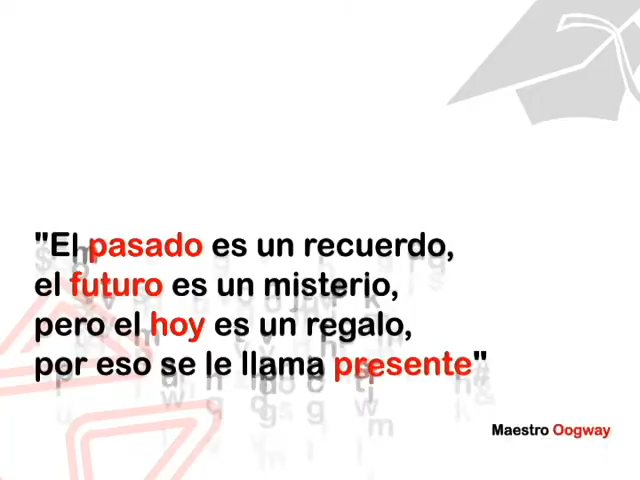 "El pasado es un recuerdo,
el futuro es un misterio,
pero el hoy es un regalo,
por eso se le llama presente"
Maestro Oogway